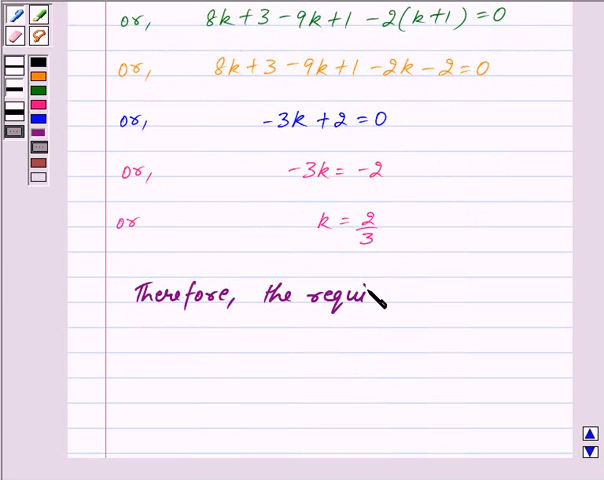 or, 8k+3-9k+1-2(k+1)=0
or, 8k+3-9k+1-2k-2=0
or, -3k+2=0
or, -3k=-2
or k=2/3
Therefore, the requi